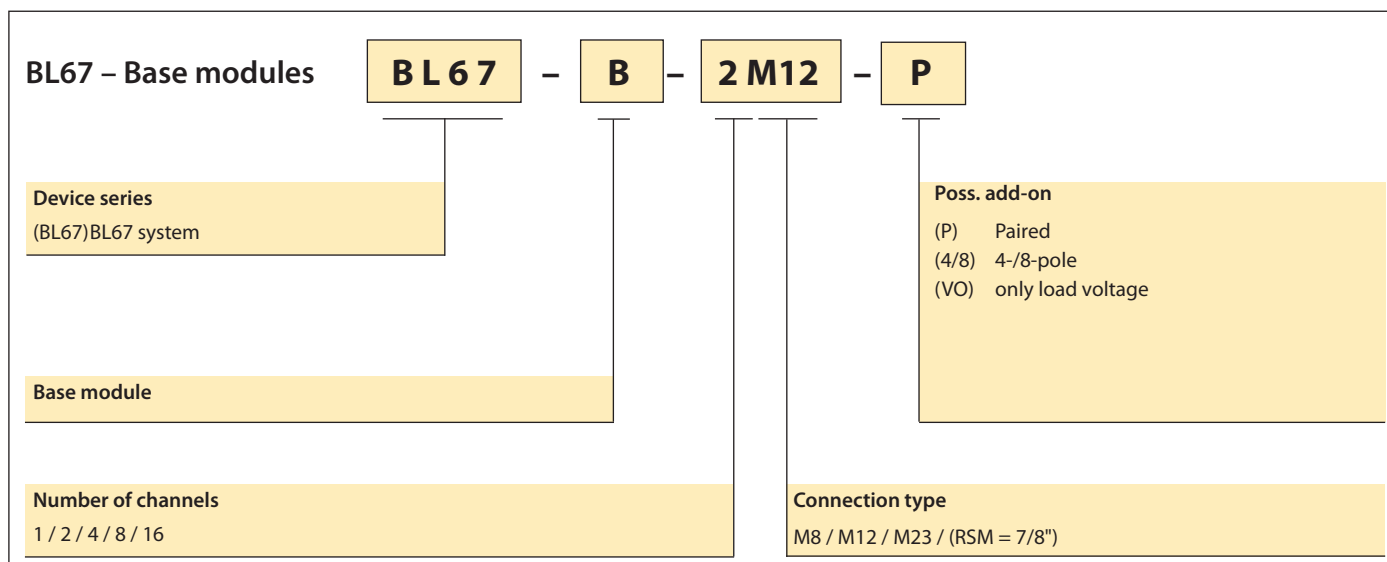 BL67 – Base modules BL67 – B – 2 M12 – P
Device series
(BL67)BL67 system
Poss. add-on
(P) Paired
(4/8) 4-/8-pole
(VO) only load voltage
Base module
Number of channels
1 / 2 / 4 / 8 / 16
Connection type
M8 / M12 / M23 / (RSM = 7/8")